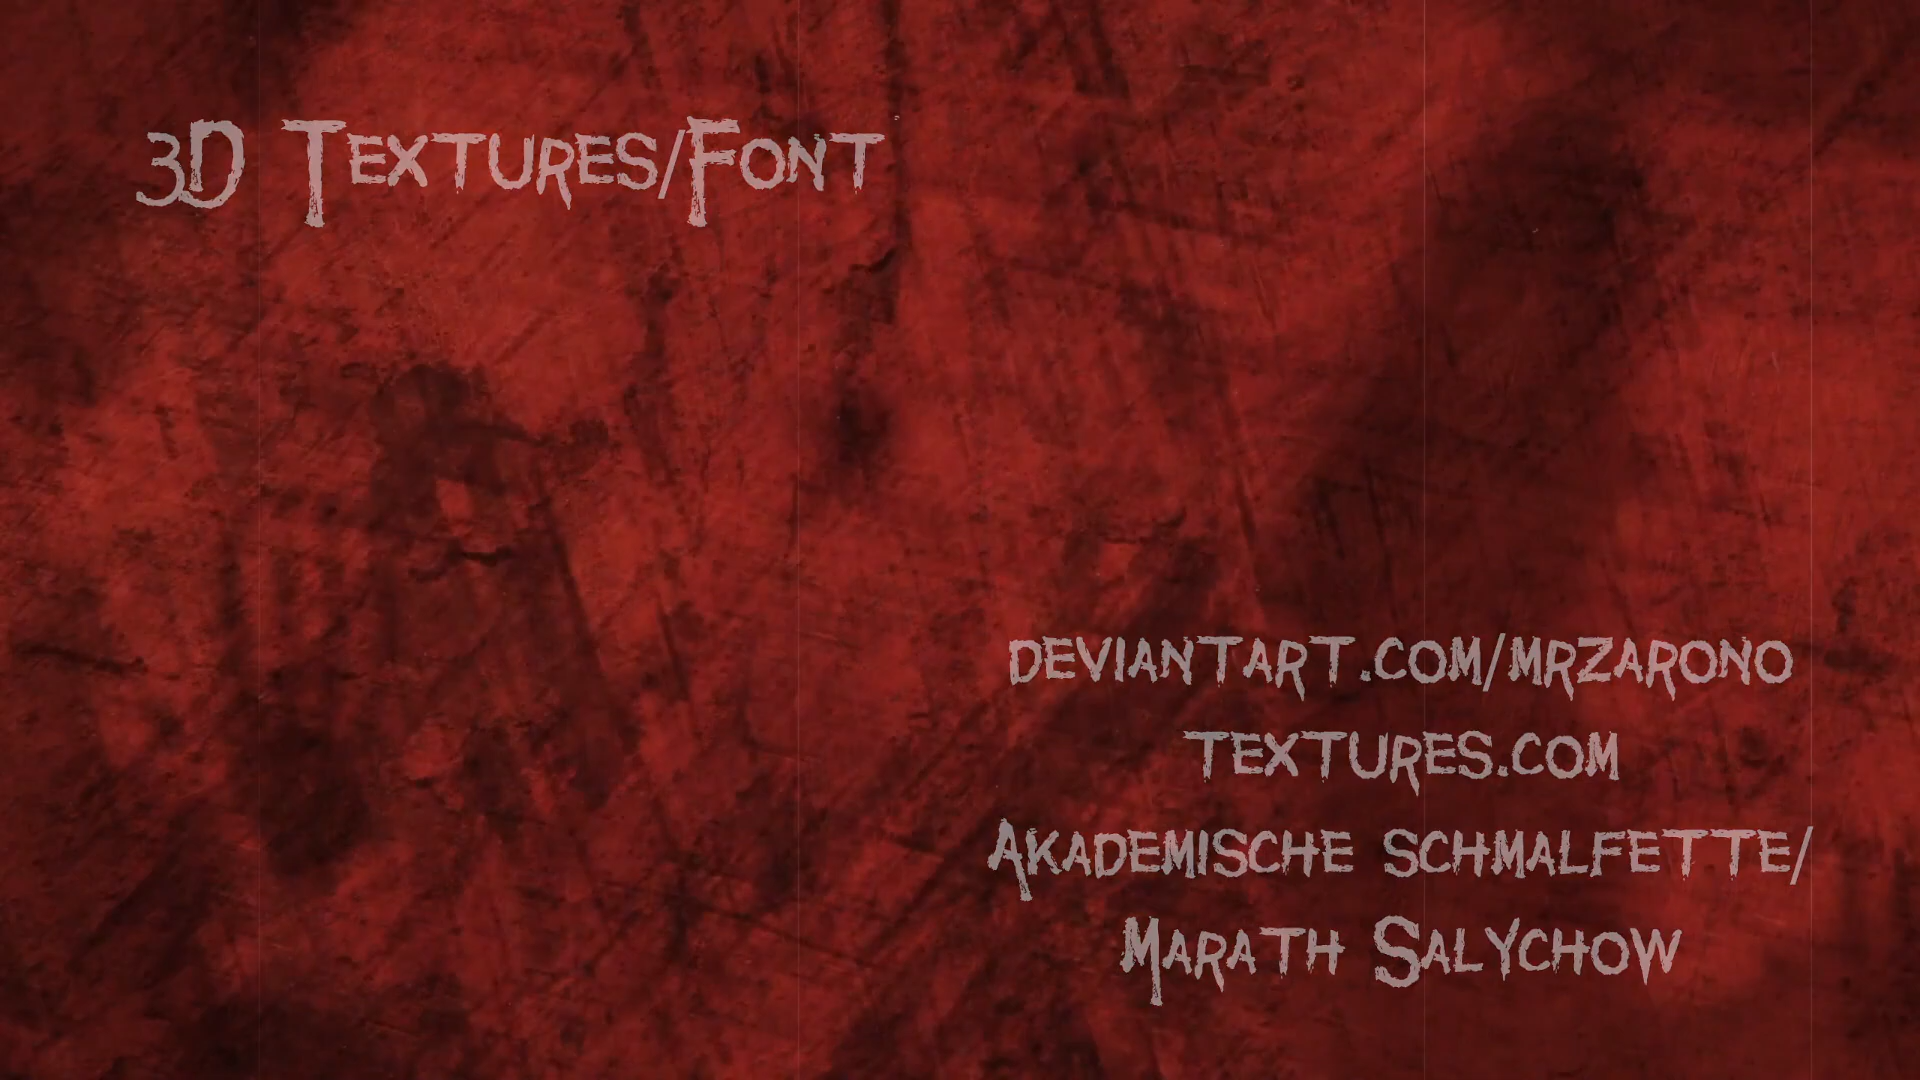 3D Textures/Font
deviantart.com/mrzarono
textures.com
Akademische schmalfette/
Marath Salychow